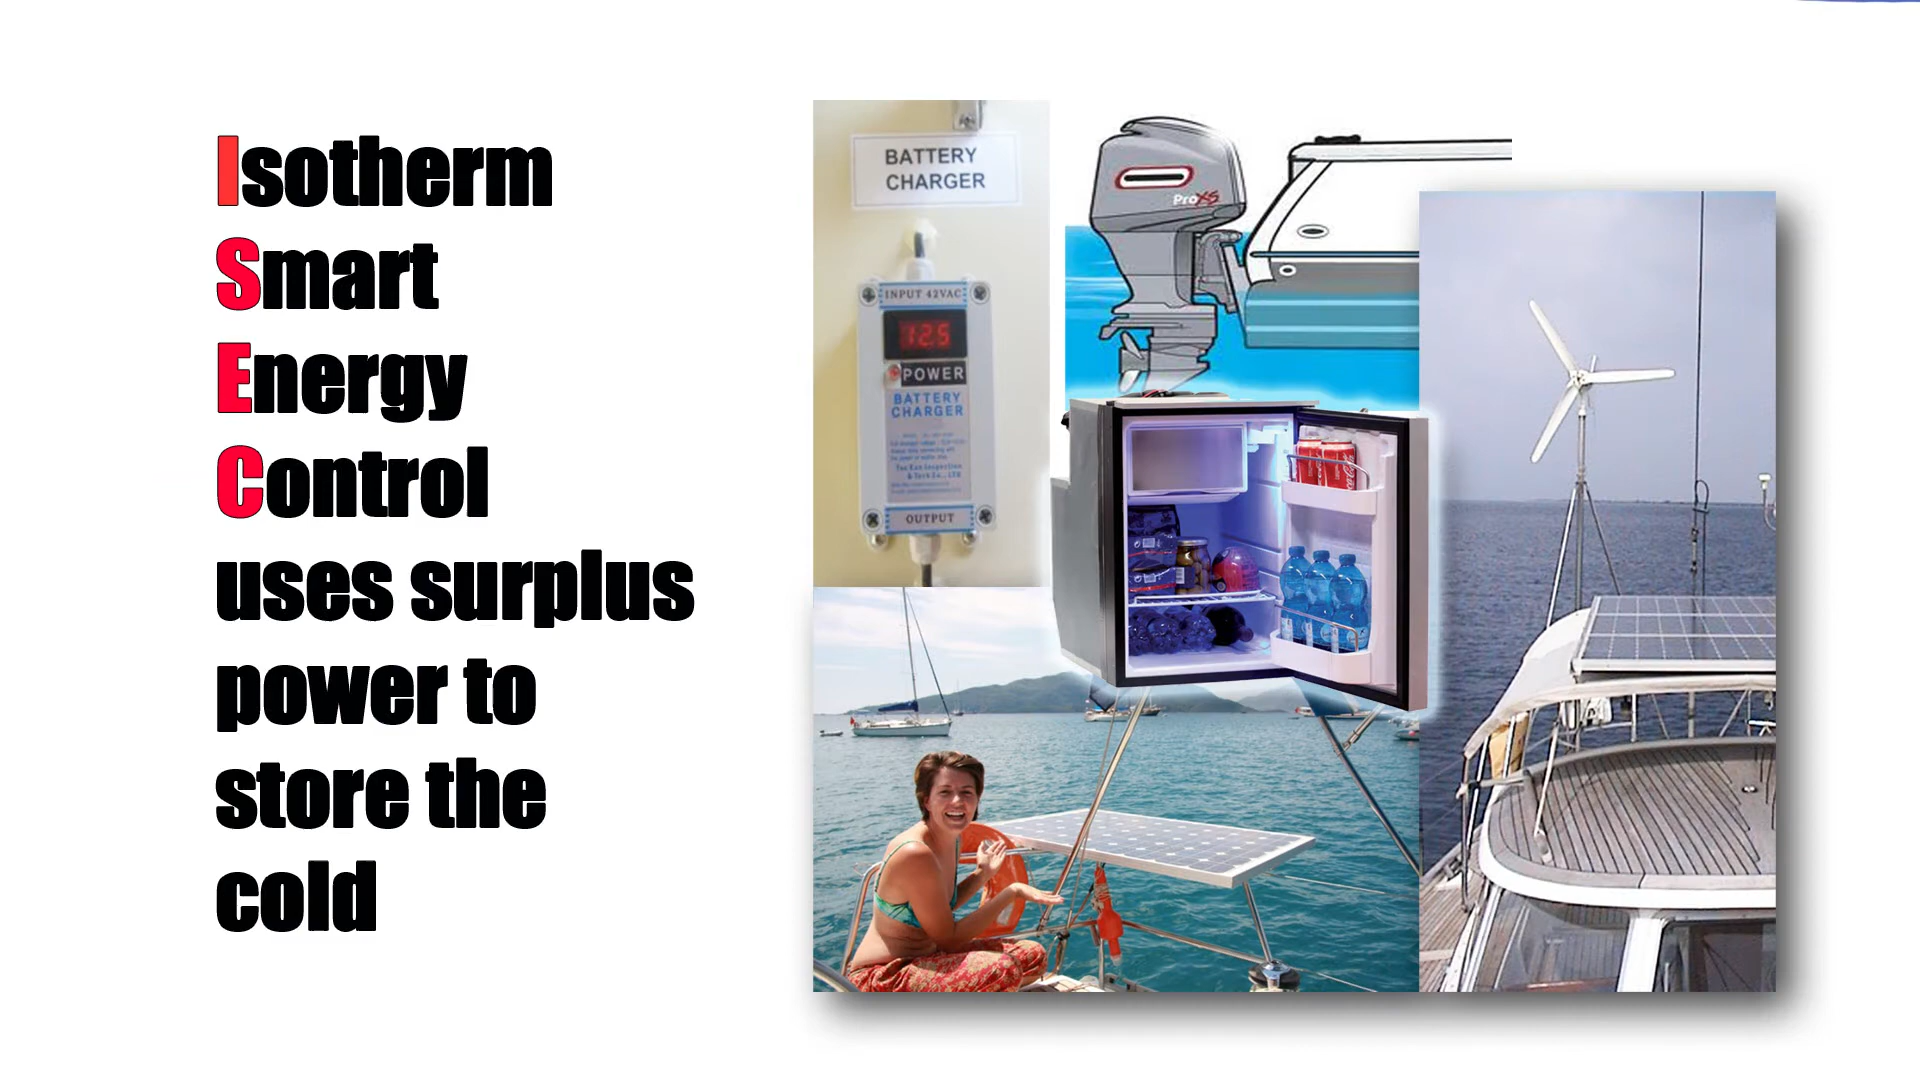 Isotherm
Smart
Energy
Control
uses surplus
power to
store the
cold
BATTERY
CHARGER
INPUT 42VAC
12.5
POWER
BATTERY
CHARGER
OUTPUT
ProXS